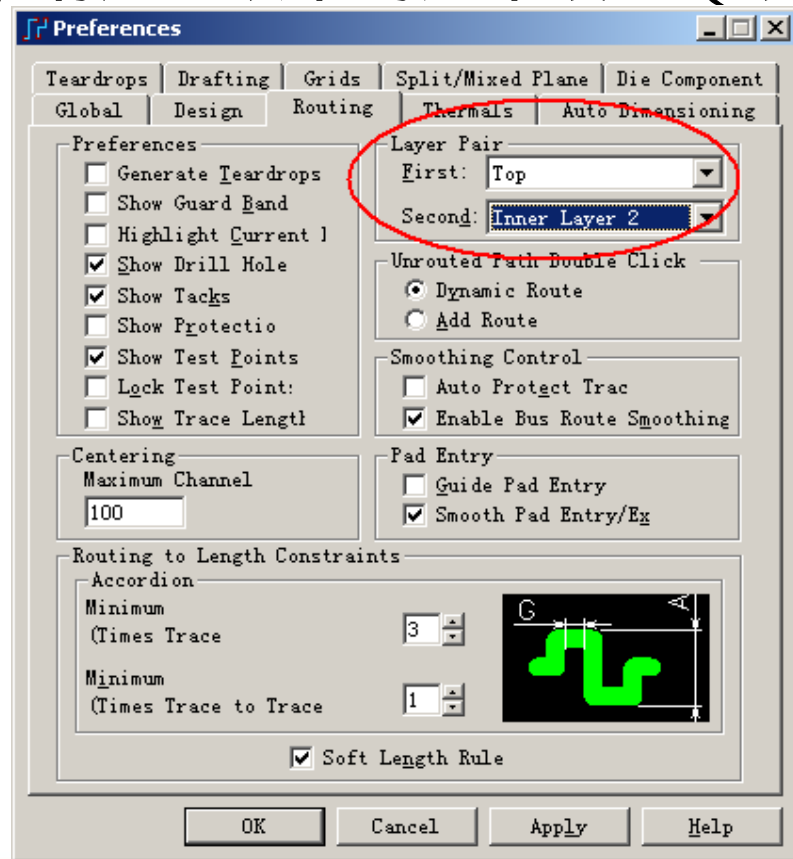 Preferences
Teardrops Drafting Grids Split/Mixed Plane Die Component
Global Design Routing Thermals Auto Dimensioning
Preferences
Generate Teardrops
Show Guard Band
Highlight Current l
Show Drill Hole
Show Tacks
Show Protectio
Show Test Points
Lock Test Point:
Show Trace Length
Layer Pair
First: Top
Second: Inner Layer 2
Unrouted Path Double Click
Dynamic Route
Add Route
Smoothing Control
Auto Protect Trac
Enable Bus Route Smoothing
Centering
Maximum Channel
100
Pad Entry
Guide Pad Entry
Smooth Pad Entry/Ex
Routing to Length Constraints
Accordion
Minimum
(Times Trace
3
Minimum
(Times Trace to Trace
1
G
A
Soft Length Rule
OK Cancel Apply Help